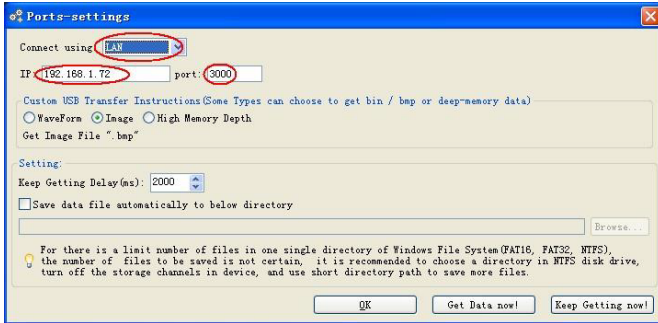 Ports-settings
Connect using LAN
IP: 192.168.1.72 port: 3000
Custom USB Transfer Instructions(Some Types can choose to get bin / bmp or deep-memory data)
WaveForm Image High Memory Depth
Get Image File ".bmp"
Setting:
Keep Getting Delay(ms): 2000
Save data file automatically to below directory
Browse...
For there is a limit number of files in one single directory of Windows File System(FAT16, FAT32, NTFS),
the number of files to be saved is not certain, it is recommended to choose a directory in NTFS disk drive,
turn off the storage channels in device, and use short directory path to save more files.
OK Get Data now! Keep Getting now!